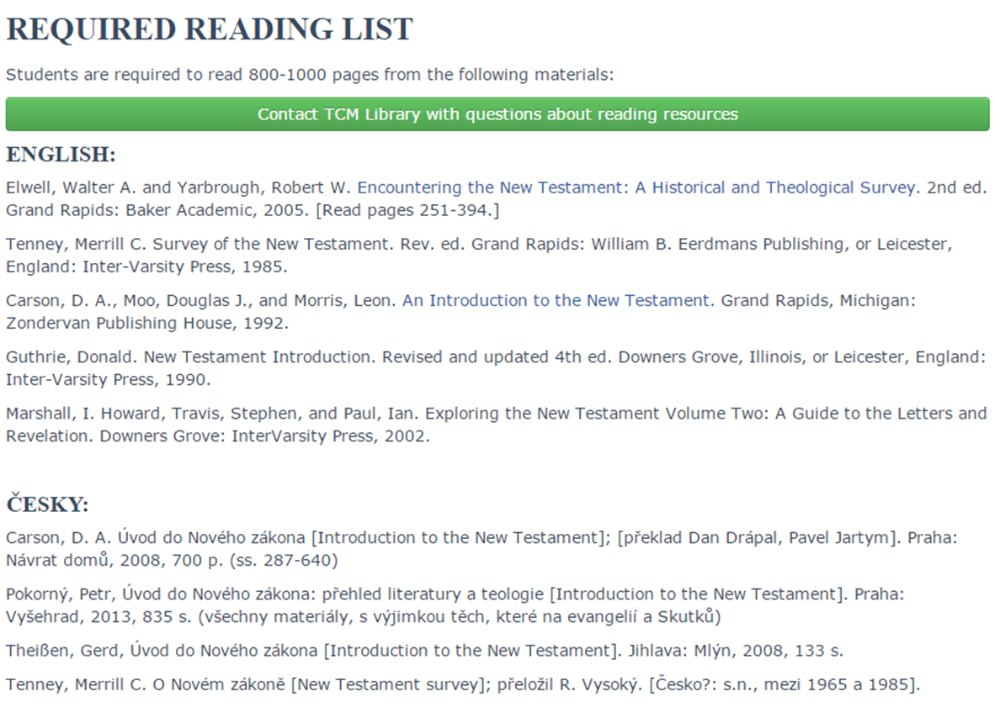 REQUIRED READING LIST
Students are required to read 800-1000 pages from the following materials:
Contact TCM Library with questions about reading resources
ENGLISH:
Elwell, Walter A. and Yarbrough, Robert W. Encountering the New Testament: A Historical and Theological Survey. 2nd ed.
Grand Rapids: Baker Academic, 2005. [Read pages 251-394.]
Tenney, Merrill C. Survey of the New Testament. Rev. ed. Grand Rapids: William B. Eerdmans Publishing, or Leicester,
England: Inter-Varsity Press, 1985.
Carson, D. A., Moo, Douglas J., and Morris, Leon. An Introduction to the New Testament. Grand Rapids, Michigan:
Zondervan Publishing House, 1992.
Guthrie, Donald. New Testament Introduction. Revised and updated 4th ed. Downers Grove, Illinois, or Leicester, England:
Inter-Varsity Press, 1990.
Marshall, I. Howard, Travis, Stephen, and Paul, Ian. Exploring the New Testament Volume Two: A Guide to the Letters and
Revelation. Downers Grove: InterVarsity Press, 2002.
ČESKY:
Carson, D. A. Úvod do Nového zákona [Introduction to the New Testament]; [překlad Dan Drápal, Pavel Jartym]. Praha:
Návrat domů, 2008, 700 p. (ss. 287-640)
Pokorný, Petr, Úvod do Nového zákona: přehled literatury a teologie [Introduction to the New Testament]. Praha:
Vyšehrad, 2013, 835 s. (všechny materiály, s výjimkou těch, které na evangelií a Skutků)
Theißen, Gerd, Úvod do Nového zákona [Introduction to the New Testament]. Jihlava: Mlýn, 2008, 133 s.
Tenney, Merrill C. O Novém zákoně [New Testament survey]; přeložil R. Vysoký. [Česko?: s.n., mezi 1965 a 1985].